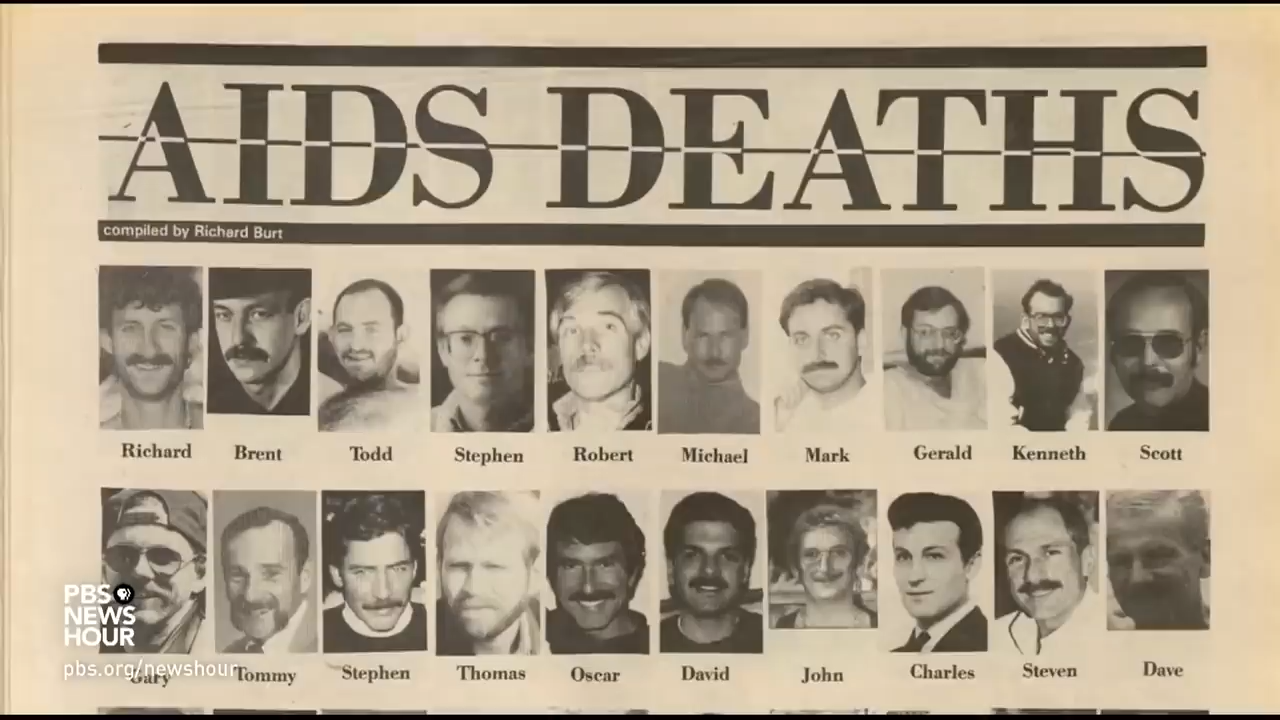 AIDS DEATHS
compiled by Richard Burt
Richard Brent Todd Stephen Robert Michael Mark Gerald Kenneth Scott
Gary Tommy Stephen Thomas Oscar David John Charles Steven Dave
PBS
NEWS
HOUR
pbs.org/newshour